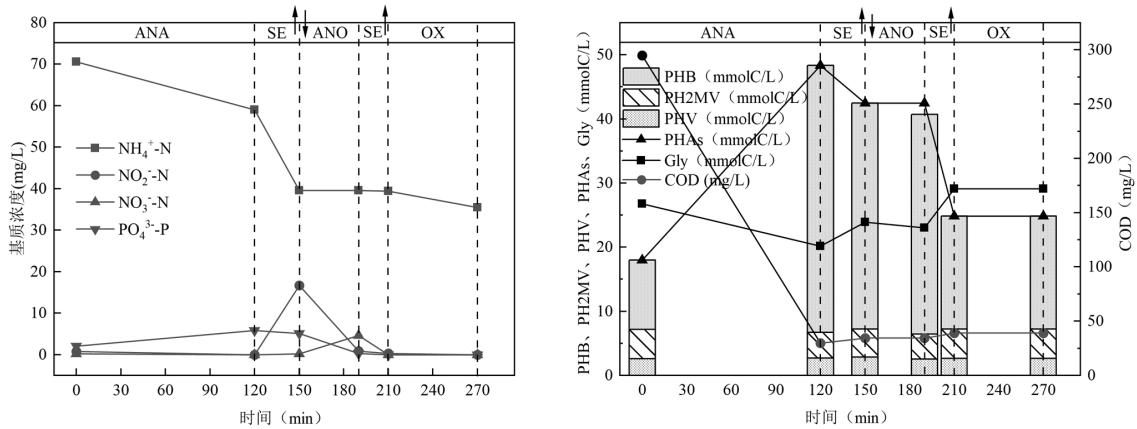 ANA SE ANO SE OX
80
70
60
50
40
30
20
10
0
基质浓度(mg/L)
NH₄⁺-N
NO₂⁻-N
NO₃⁻-N
PO₄³⁻-P
0 30 60 90 120 150 180 210 240 270
时间（min）
ANA SE ANO SE OX
50
40
30
20
10
0
PHB、PH2MV、PHV、PHAs、Gly（mmolC/L）
PHB（mmolC/L）
PH2MV（mmolC/L）
PHV（mmolC/L）
PHAs（mmolC/L）
Gly（mmolC/L）
COD (mg/L)
300
250
200
150
100
50
0
COD（mg/L）
0 30 60 90 120 150 180 210 240 270
时间（min）